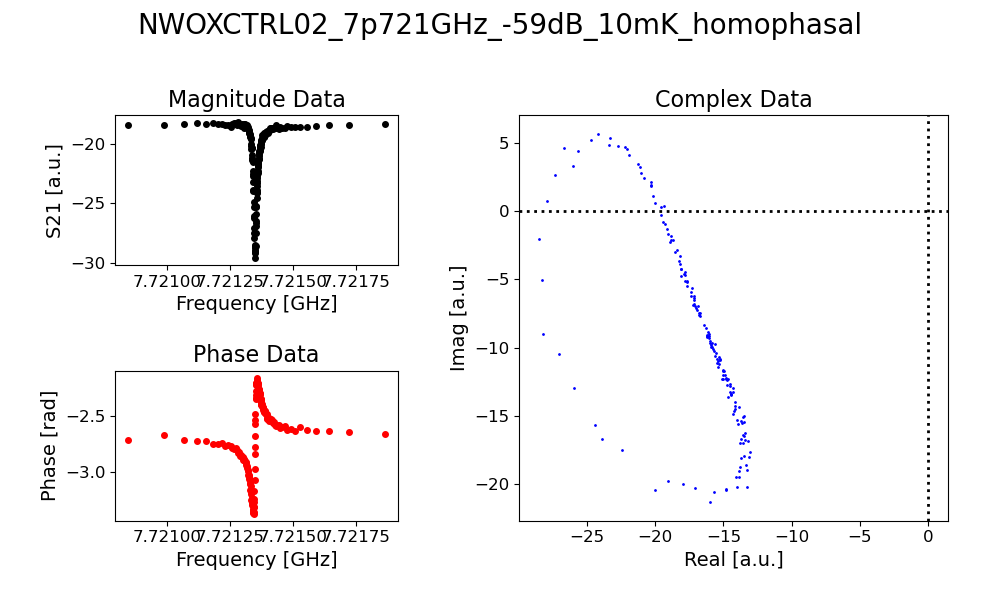 NWOXCTRL02_7p721GHz_-59dB_10mK_homophasal
Magnitude Data
S21 [a.u.]
−20
−25
−30
7.72100 7.72125 7.72150 7.72175
Frequency [GHz]
Phase Data
Phase [rad]
−2.5
−3.0
7.72100 7.72125 7.72150 7.72175
Frequency [GHz]
Complex Data
Imag [a.u.]
5
0
−5
−10
−15
−20
−25 −20 −15 −10 −5 0
Real [a.u.]